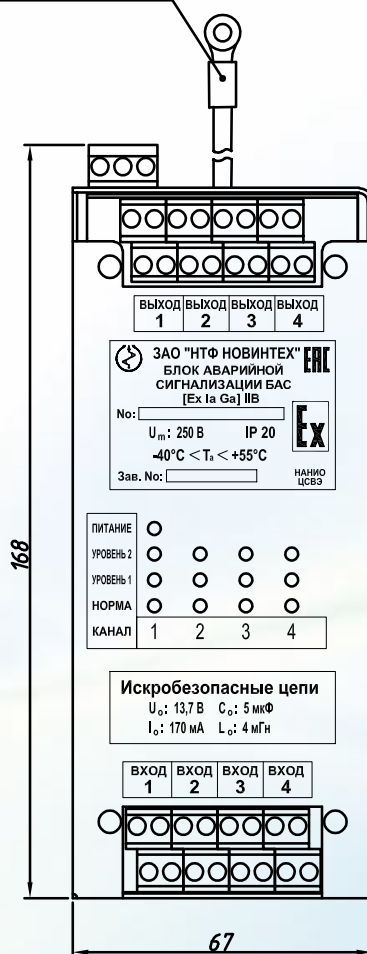 ВЫХОД ВЫХОД ВЫХОД ВЫХОД
1 2 3 4
ЗАО "НТФ НОВИНТЕХ" ЕАС
БЛОК АВАРИЙНОЙ
СИГНАЛИЗАЦИИ БАС
[Ex Ia Ga] IIB
No:
Ex
Um: 250 В IP 20
-40°C < Ta < +55°C
Зав. No:
НАНИО
ЦСВЭ
ПИТАНИЕ
УРОВЕНЬ 2
УРОВЕНЬ 1
НОРМА
КАНАЛ 1 2 3 4
168
Искробезопасные цепи
Uo: 13,7 В Co: 5 мкФ
Io: 170 мА Lo: 4 мГн
ВХОД ВХОД ВХОД ВХОД
1 2 3 4
67